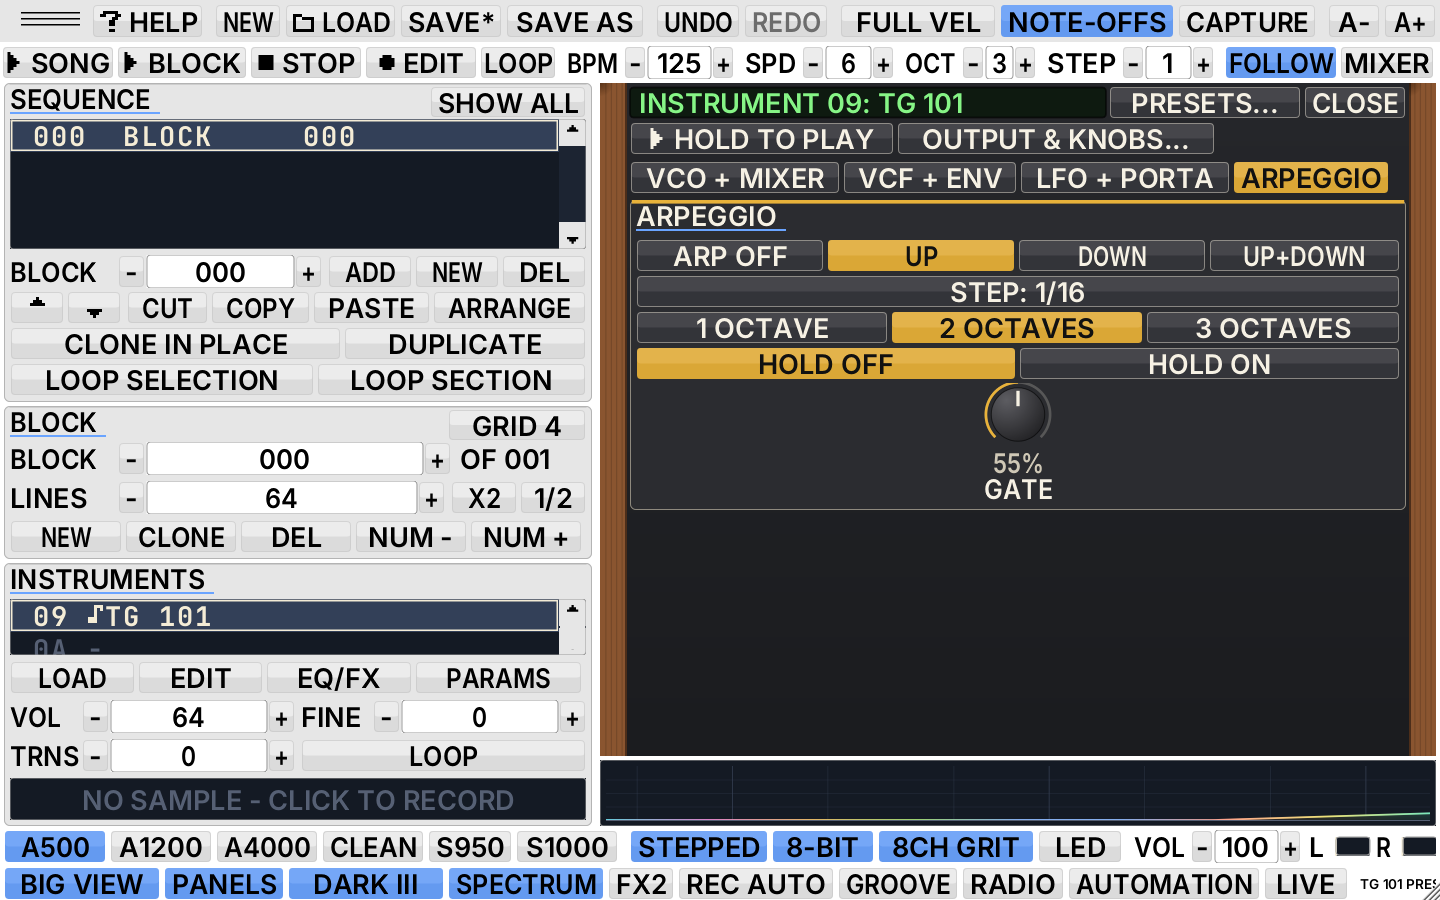 HELP NEW LOAD SAVE* SAVE AS UNDO REDO FULL VEL NOTE-OFFS CAPTURE A- A+
SONG BLOCK STOP EDIT LOOP BPM - 125 + SPD - 6 + OCT - 3 + STEP - 1 + FOLLOW MIXER
SEQUENCE SHOW ALL
000 BLOCK 000
BLOCK - 000 + ADD NEW DEL
CUT COPY PASTE ARRANGE
CLONE IN PLACE DUPLICATE
LOOP SELECTION LOOP SECTION
BLOCK GRID 4
BLOCK - 000 + OF 001
LINES - 64 + X2 1/2
NEW CLONE DEL NUM - NUM +
INSTRUMENTS
09 TG 101
0A -
LOAD EDIT EQ/FX PARAMS
VOL - 64 + FINE - 0 +
TRNS - 0 + LOOP
NO SAMPLE - CLICK TO RECORD
INSTRUMENT 09: TG 101 PRESETS... CLOSE
HOLD TO PLAY OUTPUT & KNOBS...
VCO + MIXER VCF + ENV LFO + PORTA ARPEGGIO
ARPEGGIO
ARP OFF UP DOWN UP+DOWN
STEP: 1/16
1 OCTAVE 2 OCTAVES 3 OCTAVES
HOLD OFF HOLD ON
55%
GATE
A500 A1200 A4000 CLEAN S950 S1000 STEPPED 8-BIT 8CH GRIT LED VOL - 100 + L R
BIG VIEW PANELS DARK III SPECTRUM FX2 REC AUTO GROOVE RADIO AUTOMATION LIVE TG 101